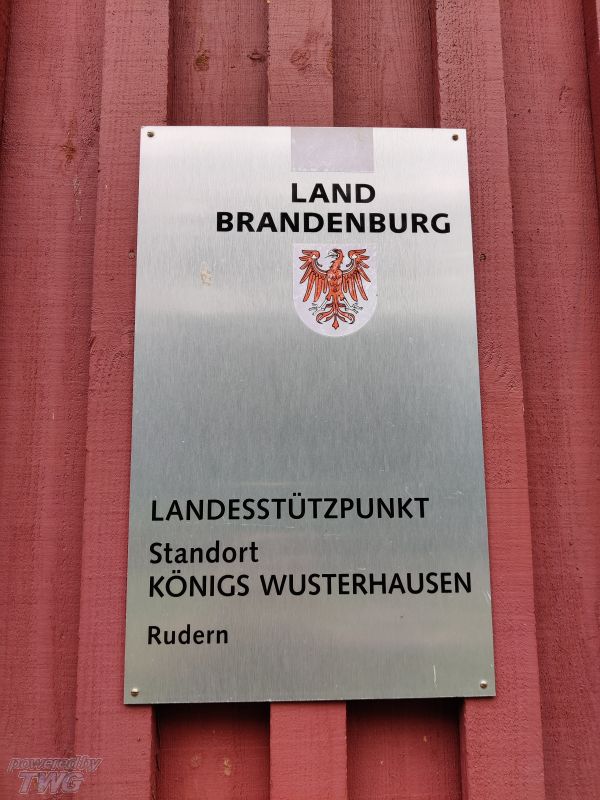 LAND
BRANDENBURG
LANDESSTÜTZPUNKT
Standort
KÖNIGS WUSTERHAUSEN
Rudern
powered by
TWG